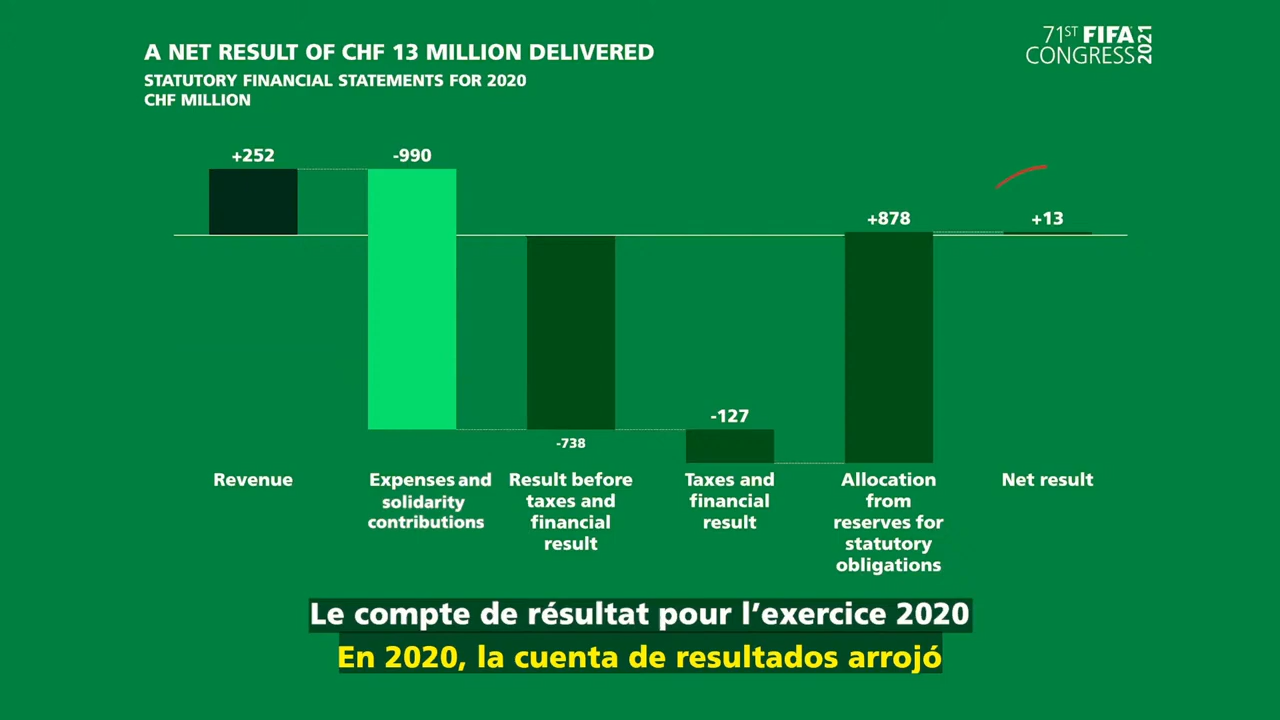 A NET RESULT OF CHF 13 MILLION DELIVERED
STATUTORY FINANCIAL STATEMENTS FOR 2020
CHF MILLION
71ST FIFA
CONGRESS
2021
+252
-990
-738
-127
+878
+13
Revenue
Expenses and
solidarity
contributions
Result before
taxes and
financial
result
Taxes and
financial
result
Allocation
from
reserves for
statutory
obligations
Net result
Le compte de résultat pour l’exercice 2020
En 2020, la cuenta de resultados arrojó